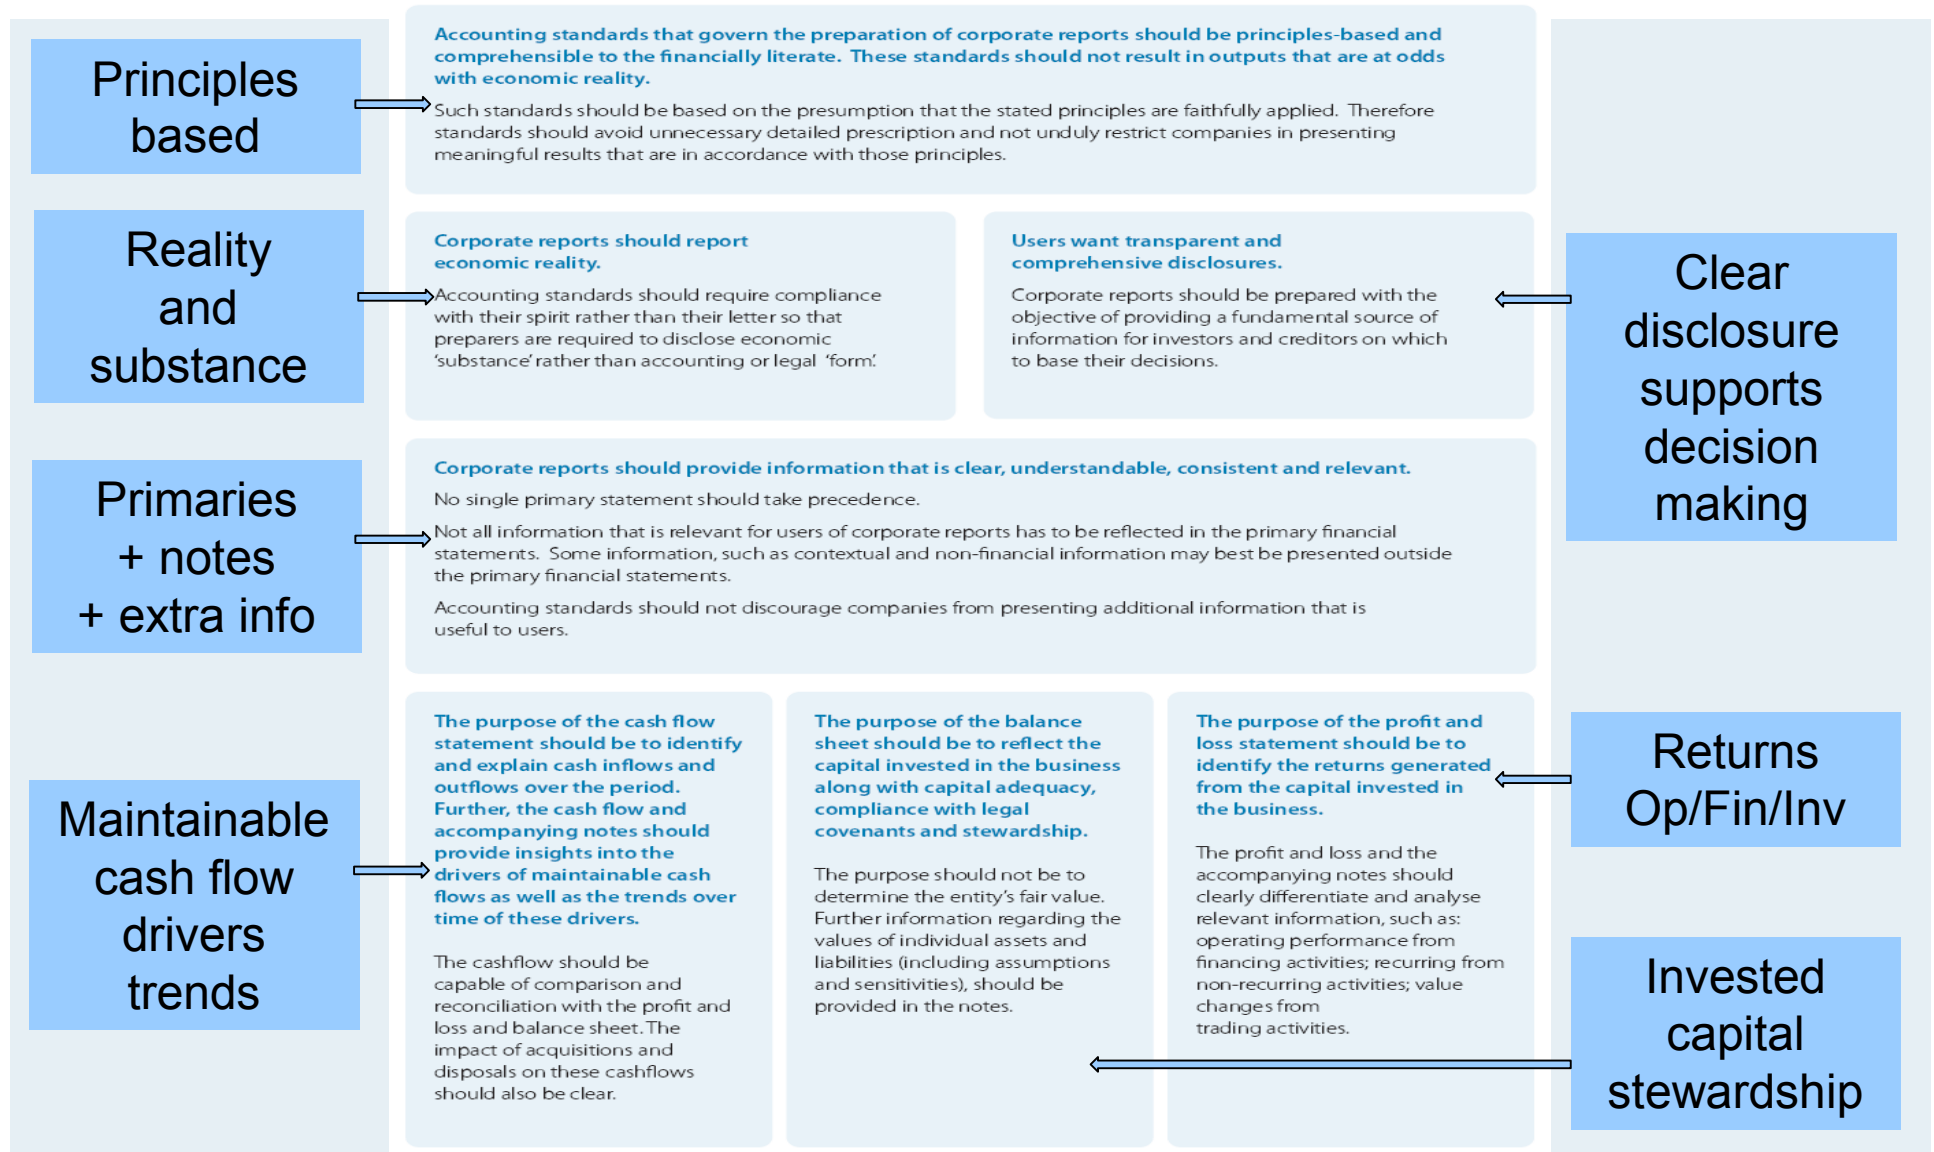 Principles
based
Accounting standards that govern the preparation of corporate reports should be principles-based and
comprehensible to the financially literate.  These standards should not result in outputs that are at odds
with economic reality.
Such standards should be based on the presumption that the stated principles are faithfully applied.  Therefore
standards should avoid unnecessary detailed prescription and not unduly restrict companies in presenting
meaningful results that are in accordance with those principles.
Reality
and
substance
Corporate reports should report
economic reality.
Accounting standards should require compliance
with their spirit rather than their letter so that
preparers are required to disclose economic
‘substance’ rather than accounting or legal  ‘form’.
Users want transparent and
comprehensive disclosures.
Corporate reports should be prepared with the
objective of providing a fundamental source of
information for investors and creditors on which
to base their decisions.
Clear
disclosure
supports
decision
making
Primaries
+ notes
+ extra info
Corporate reports should provide information that is clear, understandable, consistent and relevant.
No single primary statement should take precedence.
Not all information that is relevant for users of corporate reports has to be reflected in the primary financial
statements.  Some information, such as contextual and non-financial information may best be presented outside
the primary financial statements.
Accounting standards should not discourage companies from presenting additional information that is
useful to users.
Maintainable
cash flow
drivers
trends
The purpose of the cash flow
statement should be to identify
and explain cash inflows and
outflows over the period.
Further, the cash flow and
accompanying notes should
provide insights into the
drivers of maintainable cash
flows as well as the trends over
time of these drivers.
The cashflow should be
capable of comparison and
reconciliation with the profit and
loss and balance sheet. The
impact of acquisitions and
disposals on these cashflows
should also be clear.
The purpose of the balance
sheet should be to reflect the
capital invested in the business
along with capital adequacy,
compliance with legal
covenants and stewardship.
The purpose should not be to
determine the entity’s fair value.
Further information regarding the
values of individual assets and
liabilities (including assumptions
and sensitivities), should be
provided in the notes.
The purpose of the profit and
loss statement should be to
identify the returns generated
from the capital invested in
the business.
The profit and loss and the
accompanying notes should
clearly differentiate and analyse
relevant information, such as:
operating performance from
financing activities; recurring from
non-recurring activities; value
changes from
trading activities.
Returns
Op/Fin/Inv
Invested
capital
stewardship